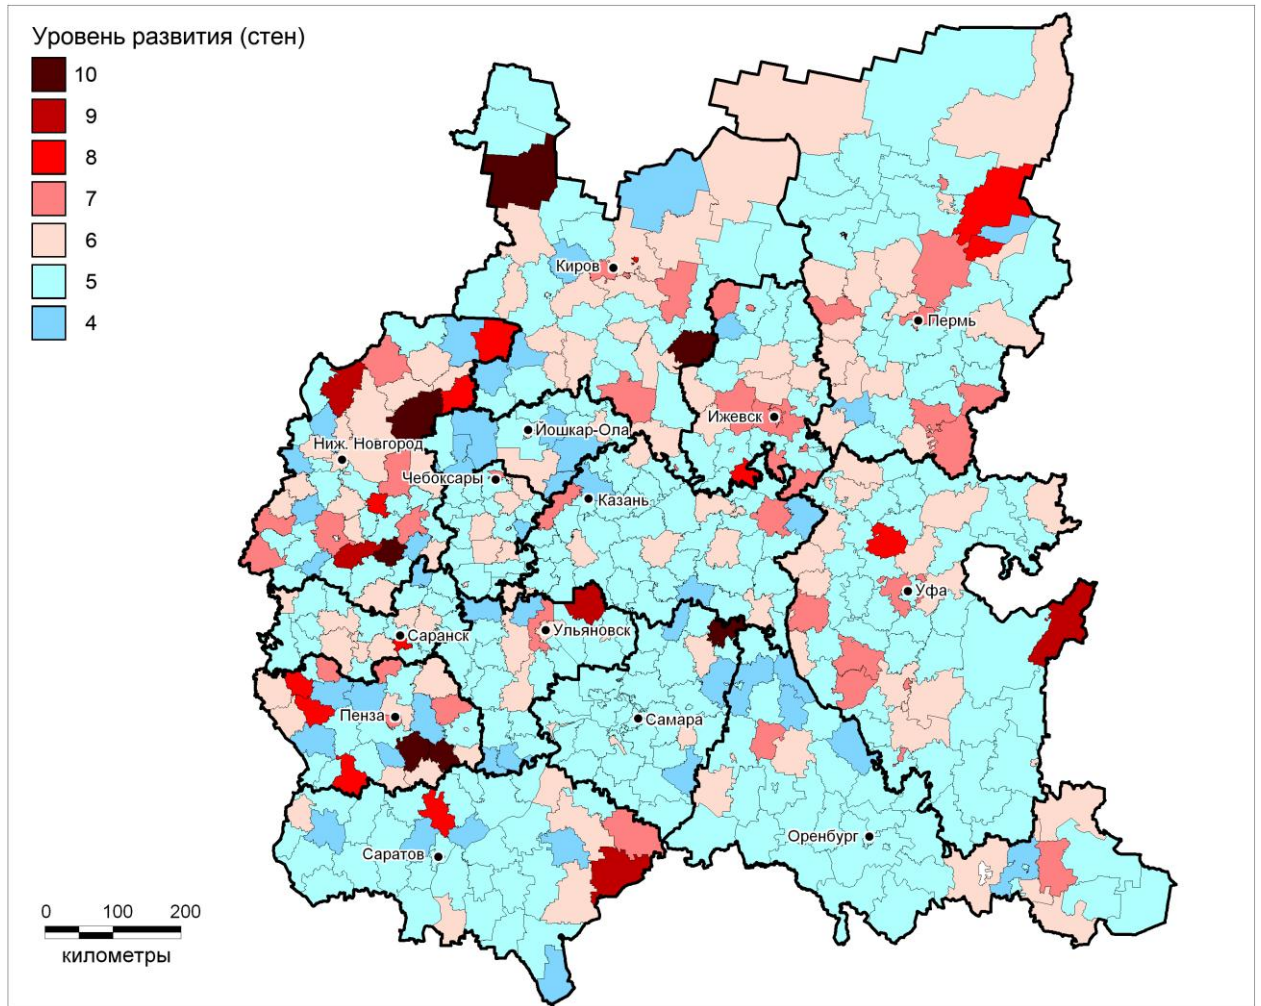 Уровень развития (стен)
10
9
8
7
6
5
4
Киров
Пермь
Ижевск
Йошкар-Ола
Ниж. Новгород
Чебоксары
Казань
Уфа
Ульяновск
Саранск
Пенза
Самара
Оренбург
Саратов
0 100 200
километры